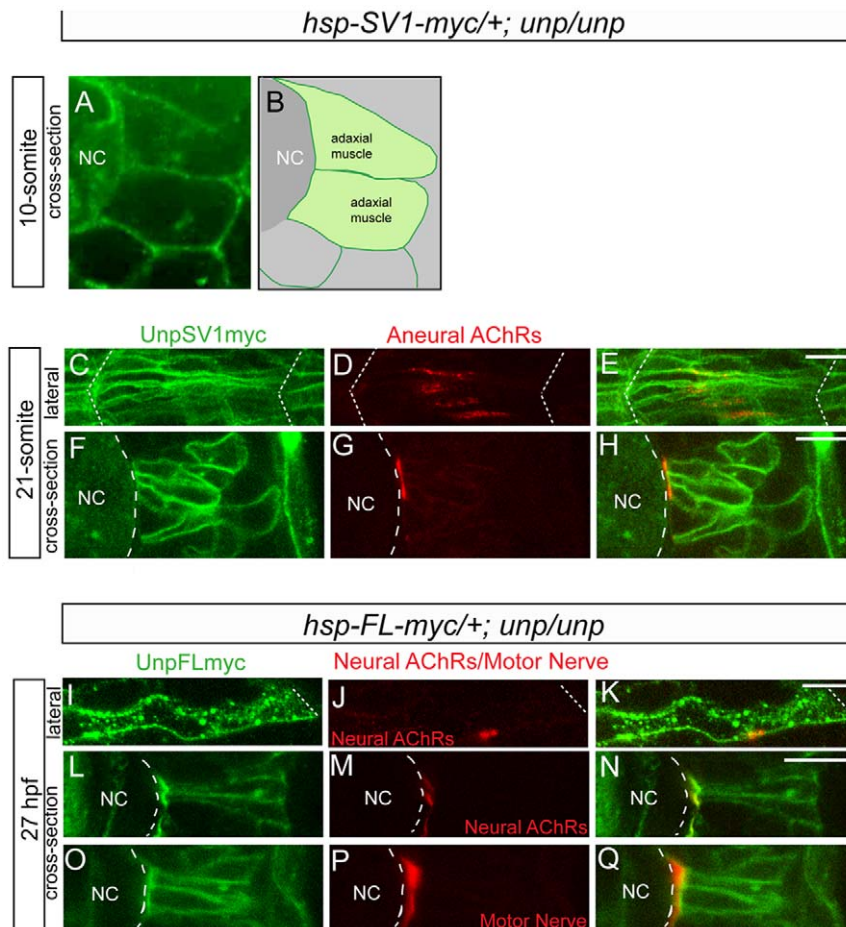 hsp-SV1-myc/+; unp/unp
10-somite
cross-section
A
NC
B
NC
adaxial
muscle
adaxial
muscle
UnpSV1myc
Aneural AChRs
21-somite
lateral
C
D
E
cross-section
F
G
NC
H
NC
NC
hsp-FL-myc/+; unp/unp
UnpFLmyc
Neural AChRs/Motor Nerve
27 hpf
lateral
I
J
Neural AChRs
K
cross-section
L
NC
M
NC
Neural AChRs
N
NC
O
NC
P
NC
Motor Nerve
Q
NC